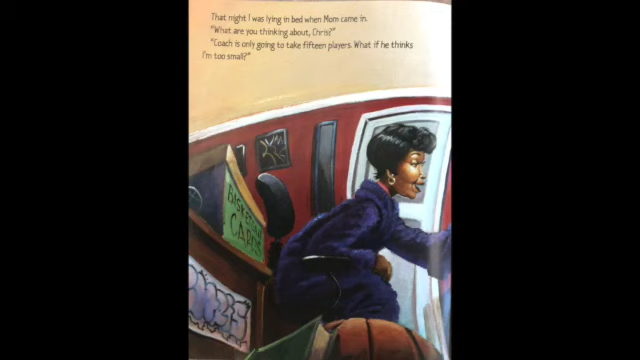 That night I was lying in bed when Mom came in.
"What are you thinking about, Chris?"
"Coach is only going to take fifteen players. What if he thinks
I'm too small?"
BASKETBALL
CARDS